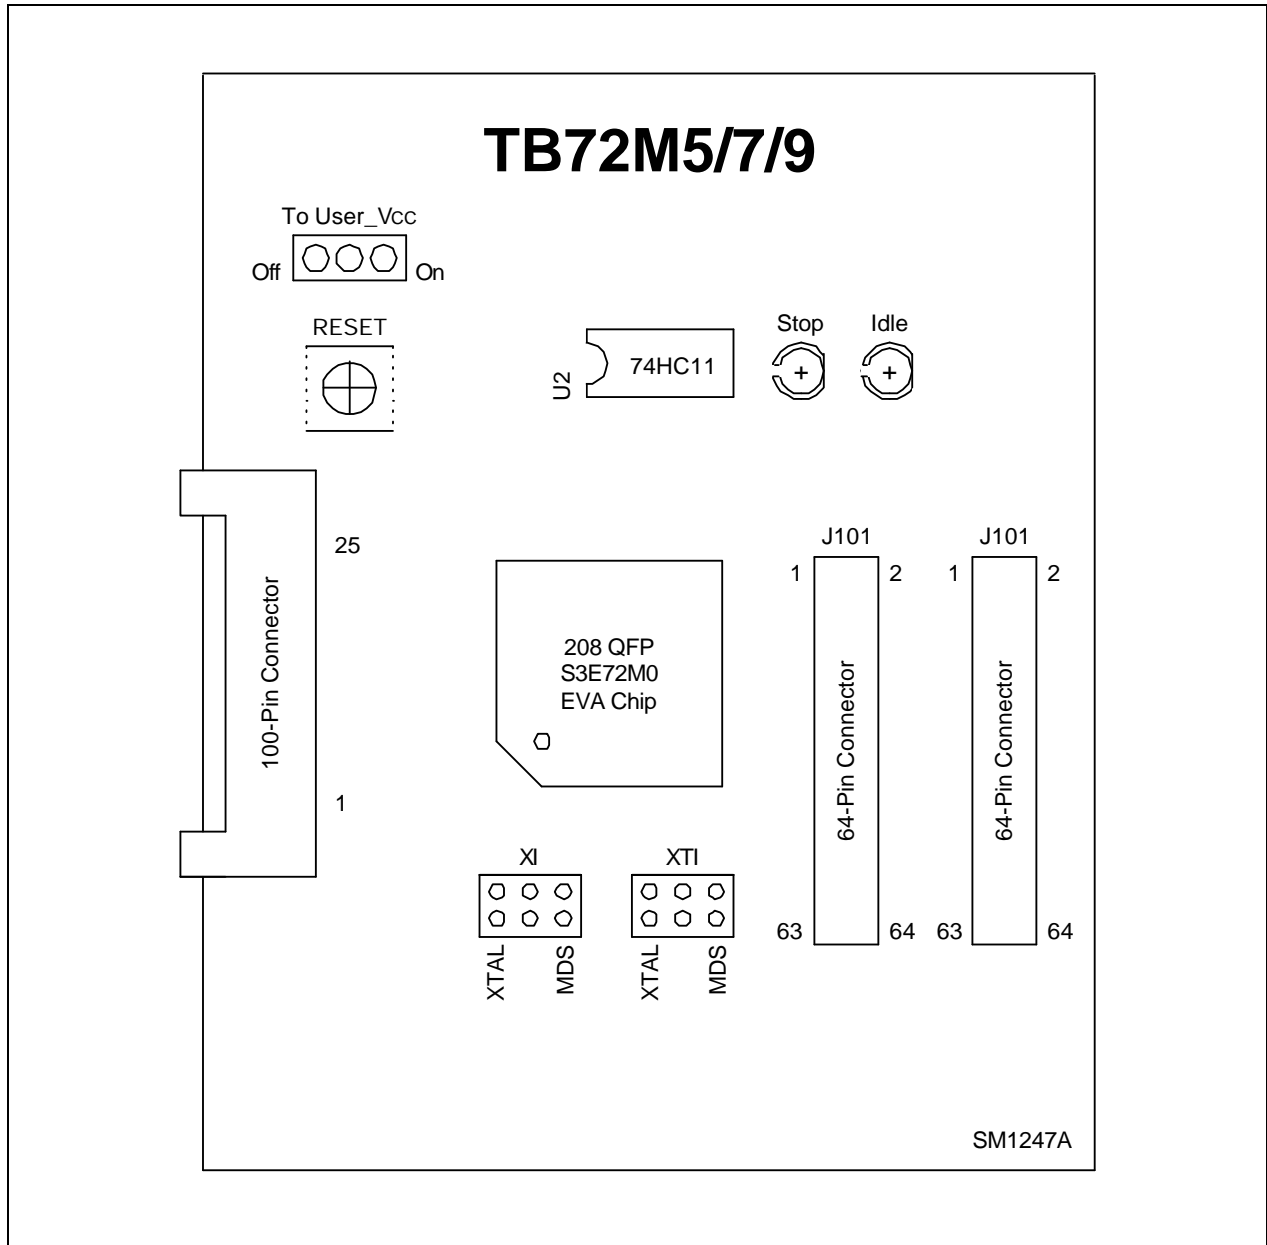 TB72M5/7/9
To User_VCC
Off
On
RESET
U2
74HC11
Stop
Idle
25
100-Pin Connector
1
208 QFP
S3E72M0
EVA Chip
J101
1
2
64-Pin Connector
63
64
J101
1
2
64-Pin Connector
63
64
XI
XTAL
MDS
XTI
XTAL
MDS
SM1247A